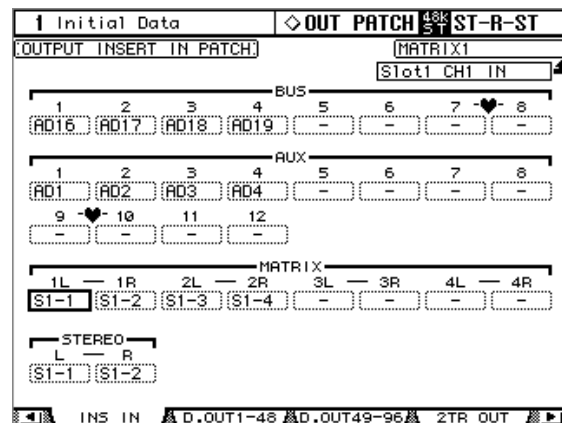 1 Initial Data ◇OUT PATCH 48k ST ST-R-ST
OUTPUT INSERT IN PATCH MATRIX1
Slot1 CH1 IN
BUS
1 2 3 4 5 6 7 -♥- 8
AD16 AD17 AD18 AD19 - - - -
AUX
1 2 3 4 5 6 7 8
AD1 AD2 AD3 AD4 - - - -
9 -♥- 10 11 12
- - - -
MATRIX
1L — 1R 2L — 2R 3L — 3R 4L — 4R
S1-1 S1-2 S1-3 S1-4 - - - -
STEREO
L — R
S1-1 S1-2
INS IN D.OUT1-48 D.OUT49-96 2TR OUT